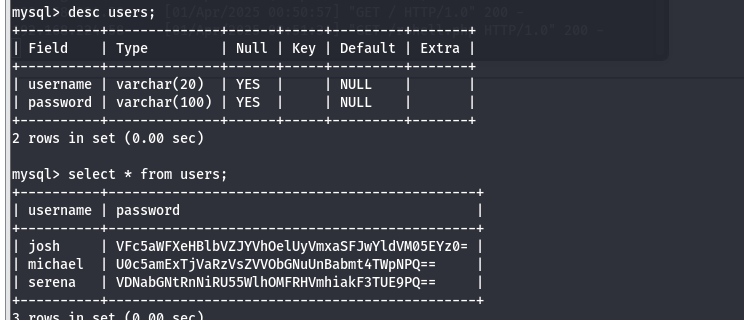 [01/Apr/2025 00:50:57] "GET / HTTP/1.0" 200 -
mysql> desc users;
HTTP/1.0" 200 -
+----------+--------------+------+-----+---------+-------+
| Field    | Type         | Null | Key | Default | Extra |
+----------+--------------+------+-----+---------+-------+
| username | varchar(20)  | YES  |     | NULL    |       |
| password | varchar(100) | YES  |     | NULL    |       |
+----------+--------------+------+-----+---------+-------+
2 rows in set (0.00 sec)
mysql> select * from users;
+----------+----------------------------------------------+
| username | password                                     |
+----------+----------------------------------------------+
| josh     | VFc5aWFXeHBlbVZJYVhOelUyVmxaSFJwYldVM05EYz0= |
| michael  | U0c5amExTjVaRzVsZVVObGNuUnBabmt4TWpNPQ==     |
| serena   | VDNabGNtRnNiRU55WlhOMFRHVmhiakF3TUE9PQ==     |
+----------+----------------------------------------------+
3 rows in set (0.00 sec)